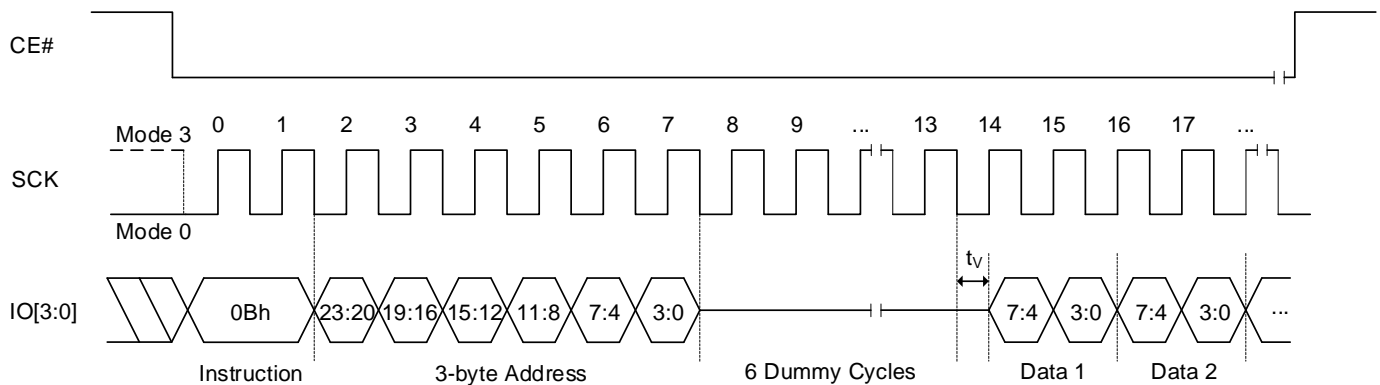 CE#
Mode 3 0 1 2 3 4 5 6 7 8 9 ... 13 14 15 16 17 ...
SCK
Mode 0
tV
IO[3:0] 0Bh 23:20 19:16 15:12 11:8 7:4 3:0 7:4 3:0 7:4 3:0 ...
Instruction 3-byte Address 6 Dummy Cycles Data 1 Data 2